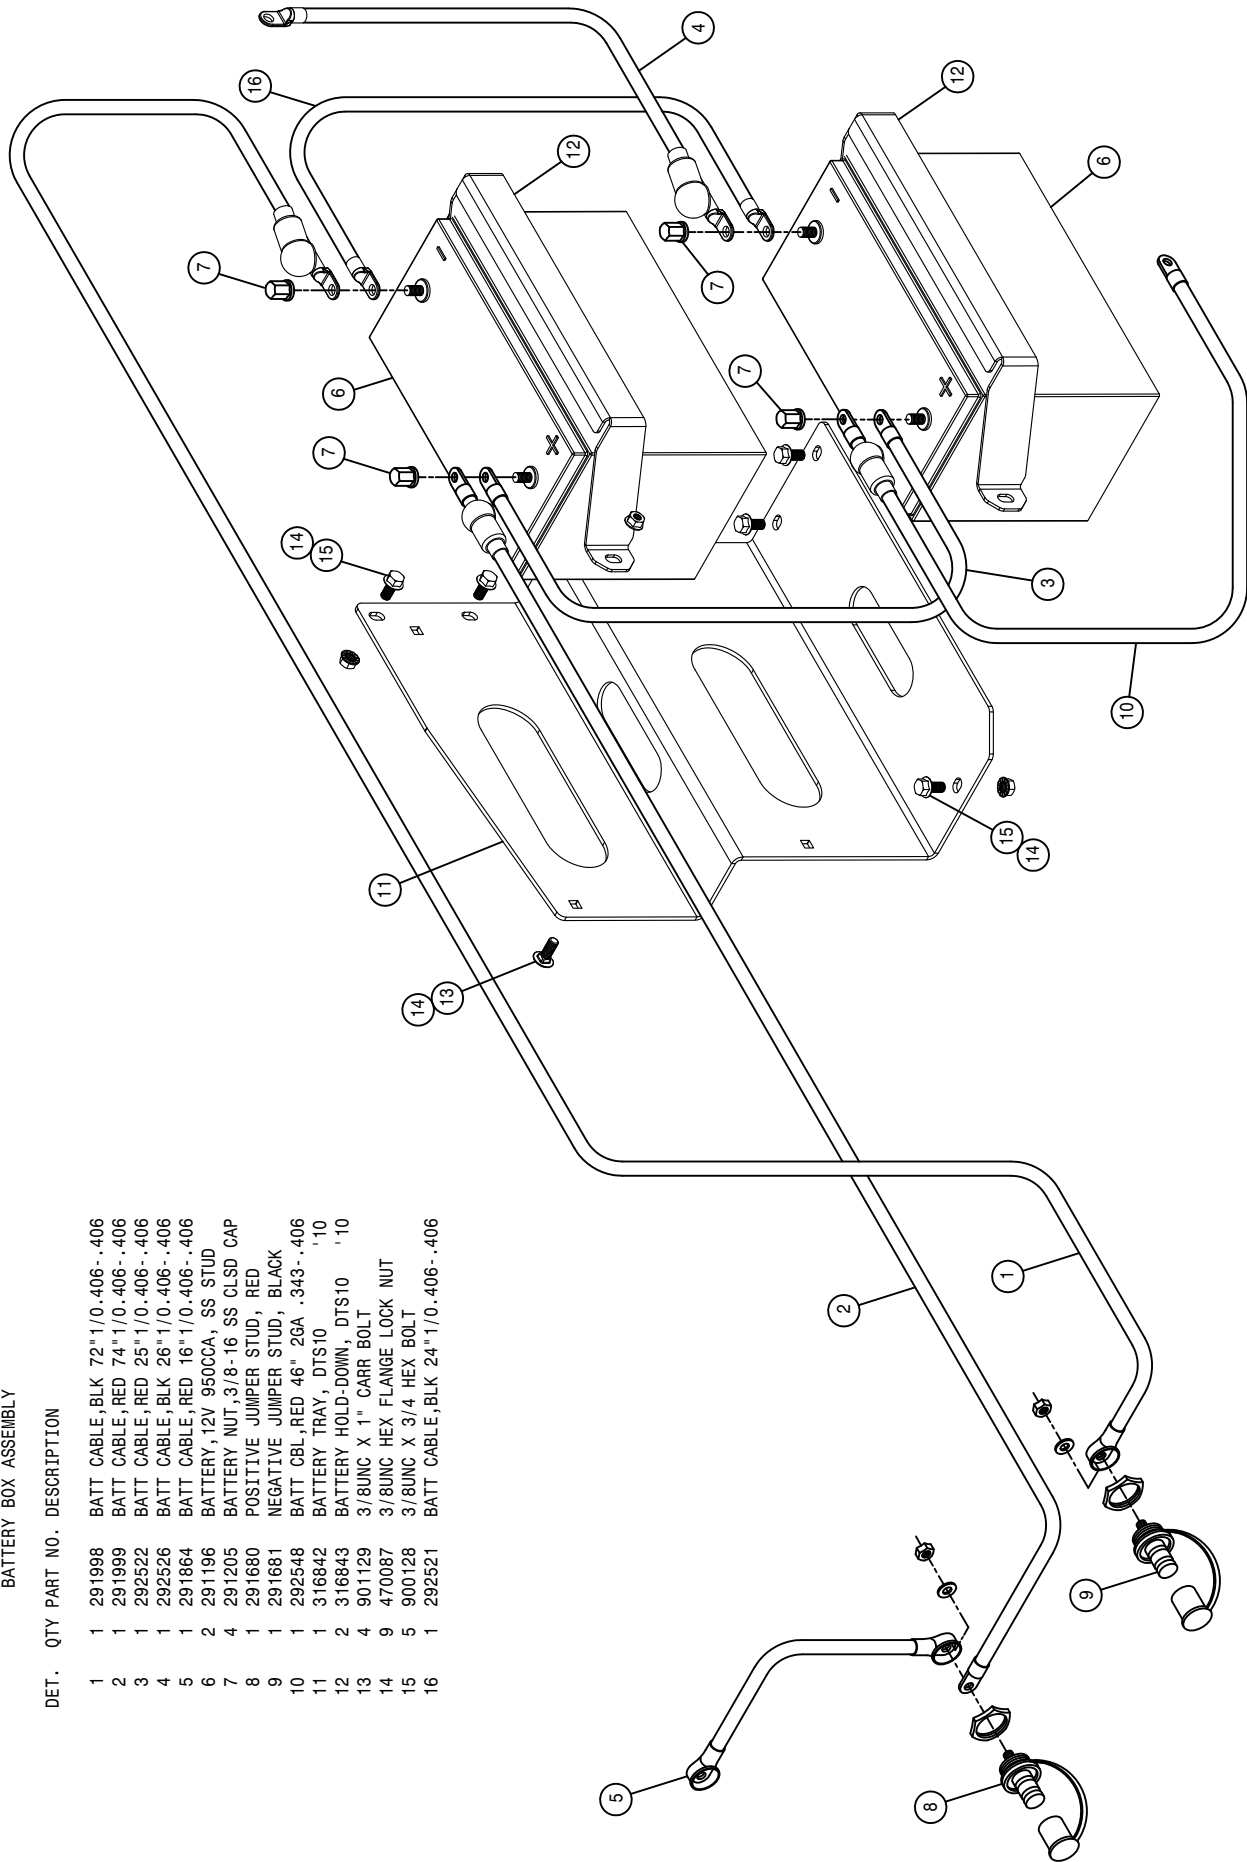 BATTERY BOX ASSEMBLY
DET. QTY PART NO. DESCRIPTION
1 1 291998 BATT CABLE,BLK 72"1/0.406-.406
2 1 291999 BATT CABLE,RED 74"1/0.406-.406
3 1 292522 BATT CABLE,RED 25"1/0.406-.406
4 1 292526 BATT CABLE,BLK 26"1/0.406-.406
5 1 291864 BATT CABLE,RED 16"1/0.406-.406
6 2 291196 BATTERY,12V 950CCA, SS STUD
7 4 291205 BATTERY NUT,3/8-16 SS CLSD CAP
8 1 291680 POSITIVE JUMPER STUD, RED
9 1 291681 NEGATIVE JUMPER STUD, BLACK
10 1 292548 BATT CBL,RED 46" 2GA .343-.406
11 1 316842 BATTERY TRAY, DTS10 '10
12 2 316843 BATTERY HOLD-DOWN, DTS10 '10
13 4 901129 3/8UNC X 1" CARR BOLT
14 9 470087 3/8UNC HEX FLANGE LOCK NUT
15 5 900128 3/8UNC X 3/4 HEX BOLT
16 1 292521 BATT CABLE,BLK 24"1/0.406-.406
5
8
9
2
1
14
13
11
15
14
10
3
14
15
7
6
7
7
16
12
7
4
12
6
-
+
-
+